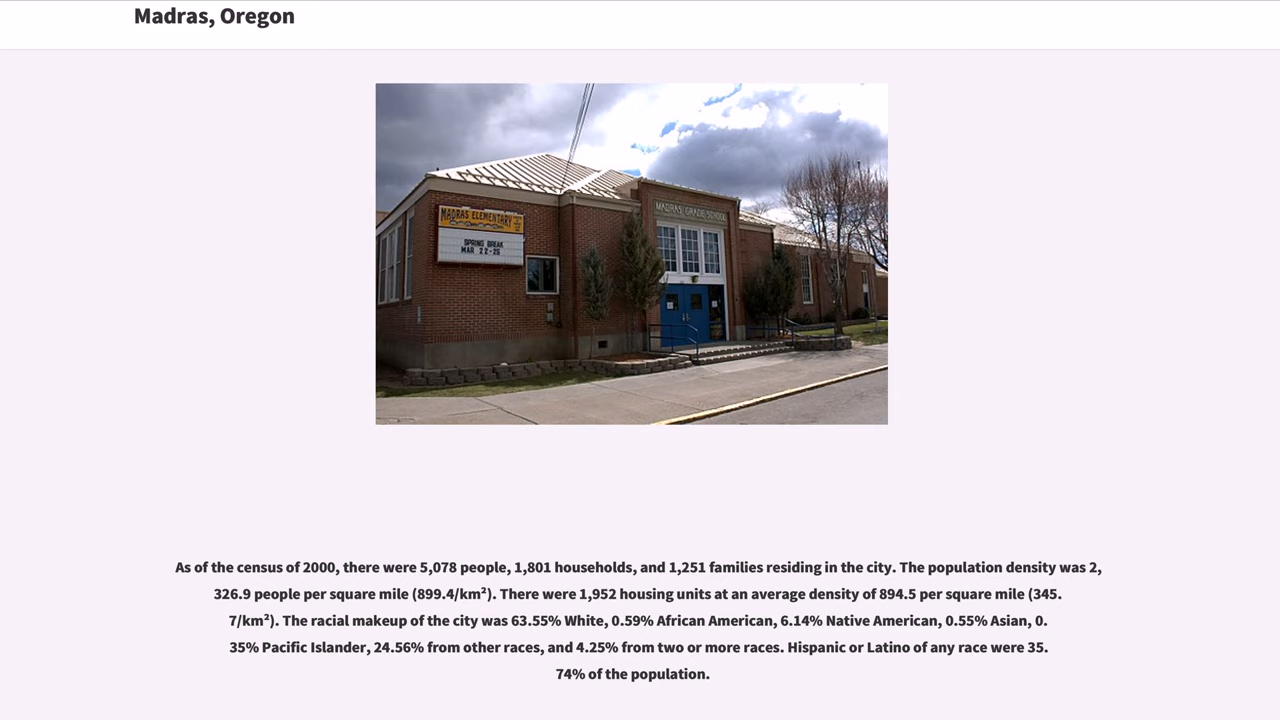 Madras, Oregon
MADRAS ELEMENTARY
SPRING BREAK
MAR 22-26
MADRAS GRADE SCHOOL
As of the census of 2000, there were 5,078 people, 1,801 households, and 1,251 families residing in the city. The population density was 2,
326.9 people per square mile (899.4/km²). There were 1,952 housing units at an average density of 894.5 per square mile (345.
7/km²). The racial makeup of the city was 63.55% White, 0.59% African American, 6.14% Native American, 0.55% Asian, 0.
35% Pacific Islander, 24.56% from other races, and 4.25% from two or more races. Hispanic or Latino of any race were 35.
74% of the population.